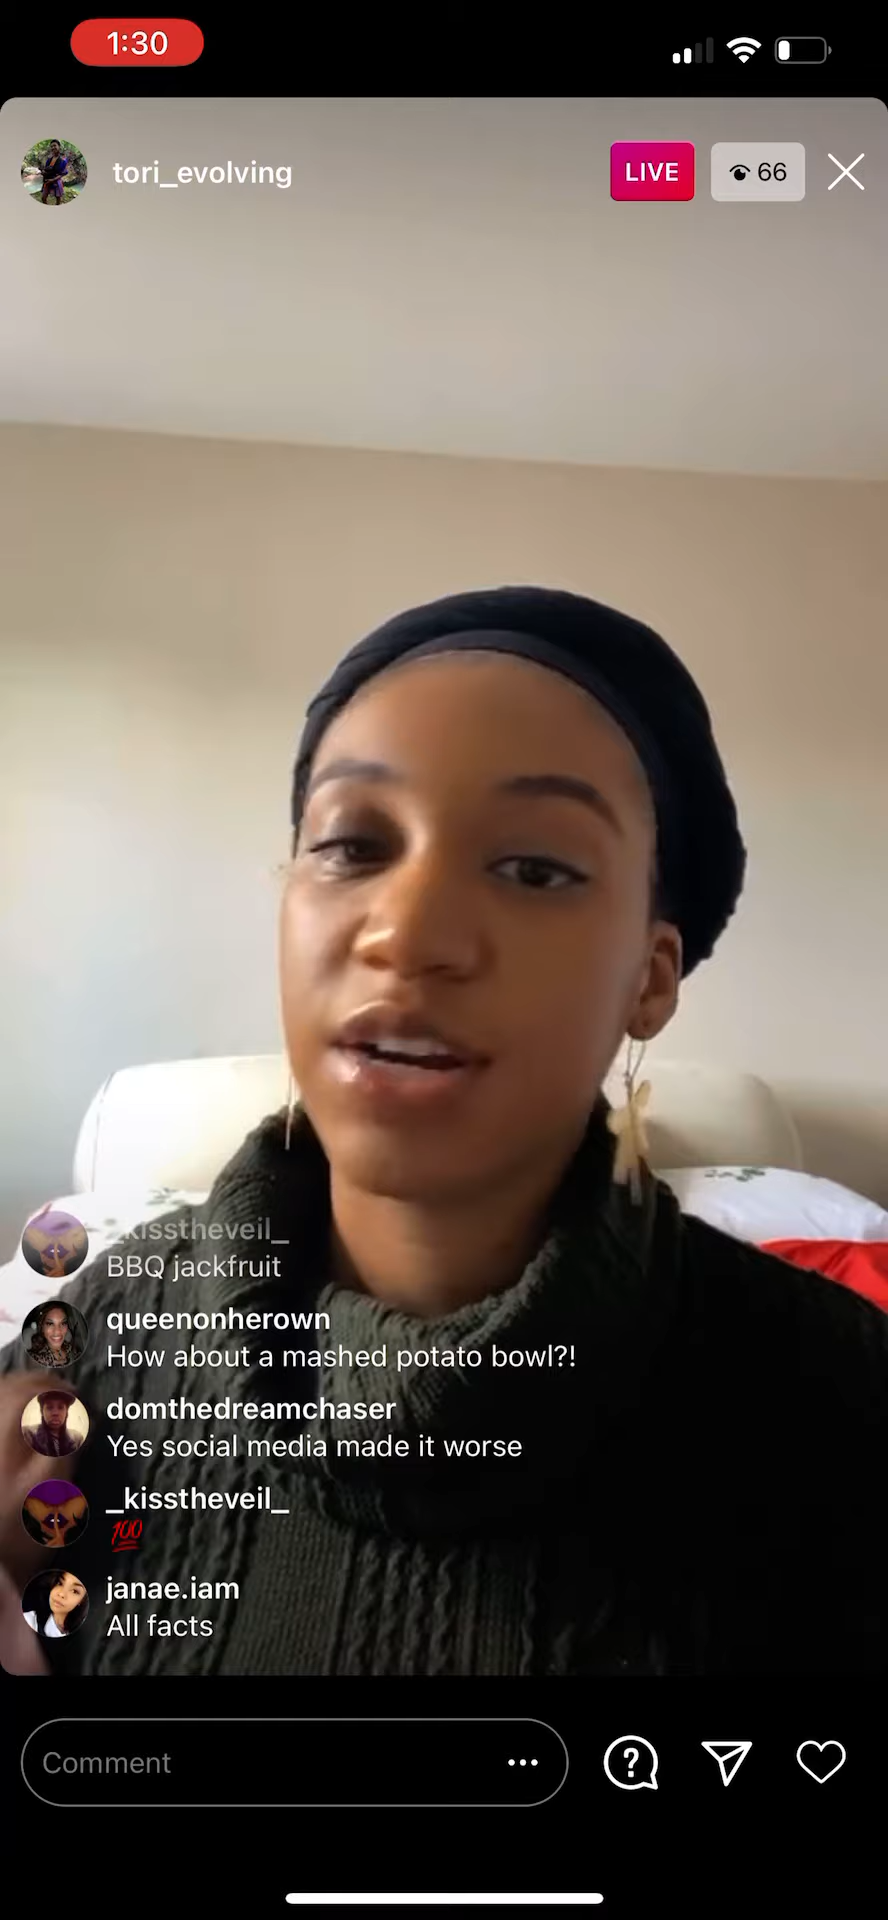 1:30
tori_evolving
LIVE
66
_kisstheveil_
BBQ jackfruit
queenonherown
How about a mashed potato bowl?!
domthedreamchaser
Yes social media made it worse
_kisstheveil_
💯
janae.iam
All facts
Comment